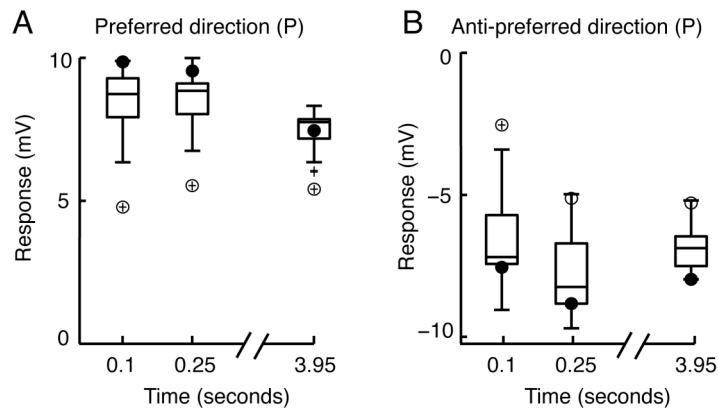 A
Preferred direction (P)
10
5
0
Response (mV)
0.1
0.25
3.95
Time (seconds)
B
Anti-preferred direction (P)
0
−5
−10
Response (mV)
0.1
0.25
3.95
Time (seconds)